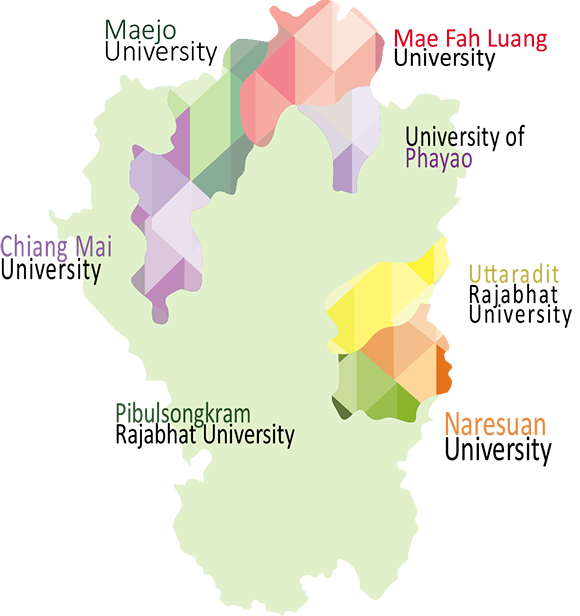 Maejo
University
Mae Fah Luang
University
University of
Phayao
Chiang Mai
University
Uttaradit
Rajabhat
University
Pibulsongkram
Rajabhat University
Naresuan
University